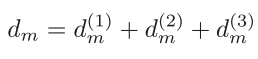 $d_m = d_m^{(1)} + d_m^{(2)} + d_m^{(3)}$